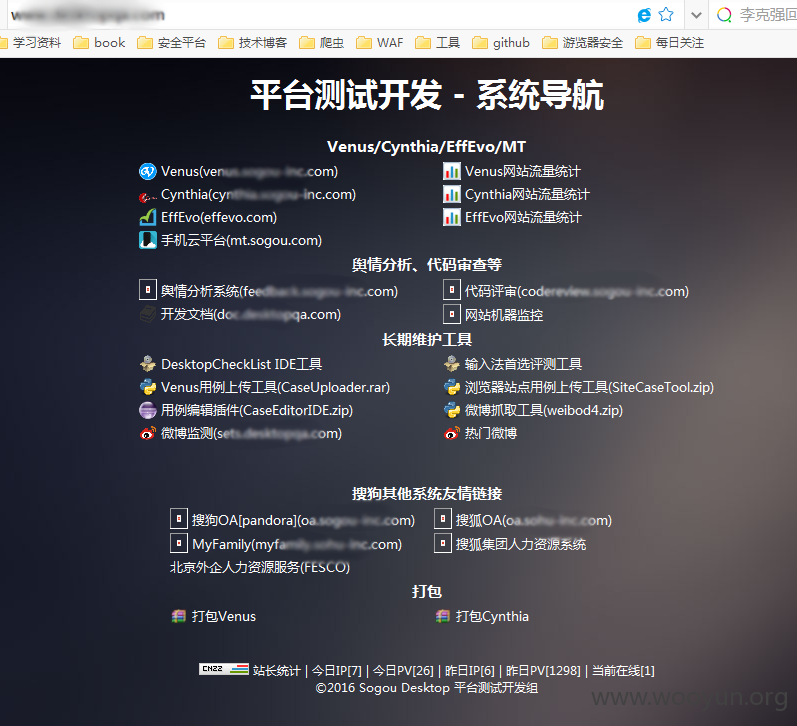 www.
李克强回
学习资料 book 安全平台 技术博客 爬虫 WAF 工具 github 游览器安全 每日关注
平台测试开发 - 系统导航
Venus/Cynthia/EffEvo/MT
Venus(venus.sogou-inc.com) Venus网站流量统计
Cynthia(cynthia.sogou-inc.com) Cynthia网站流量统计
EffEvo(effevo.com) EffEvo网站流量统计
手机云平台(mt.sogou.com)
舆情分析、代码审查等
舆情分析系统(feedback.sogou-inc.com) 代码评审(codereview.sogou-inc.com)
开发文档(doc.desktopqa.com) 网站机器监控
长期维护工具
DesktopCheckList IDE工具 输入法首选评测工具
Venus用例上传工具(CaseUploader.rar) 浏览器站点用例上传工具(SiteCaseTool.zip)
用例编辑插件(CaseEditorIDE.zip) 微博抓取工具(weibod4.zip)
微博监测(sets.desktopqa.com) 热门微博
搜狗其他系统友情链接
搜狗OA[pandora](oa.sogou-inc.com) 搜狐OA(oa.sohu-inc.com)
MyFamily(myfamily.sohu-inc.com) 搜狐集团人力资源系统
北京外企人力资源服务(FESCO)
打包
打包Venus 打包Cynthia
CNZZ 站长统计 | 今日IP[7] | 今日PV[26] | 昨日IP[6] | 昨日PV[1298] | 当前在线[1]
©2016 Sogou Desktop 平台测试开发组
www.wooyun.org